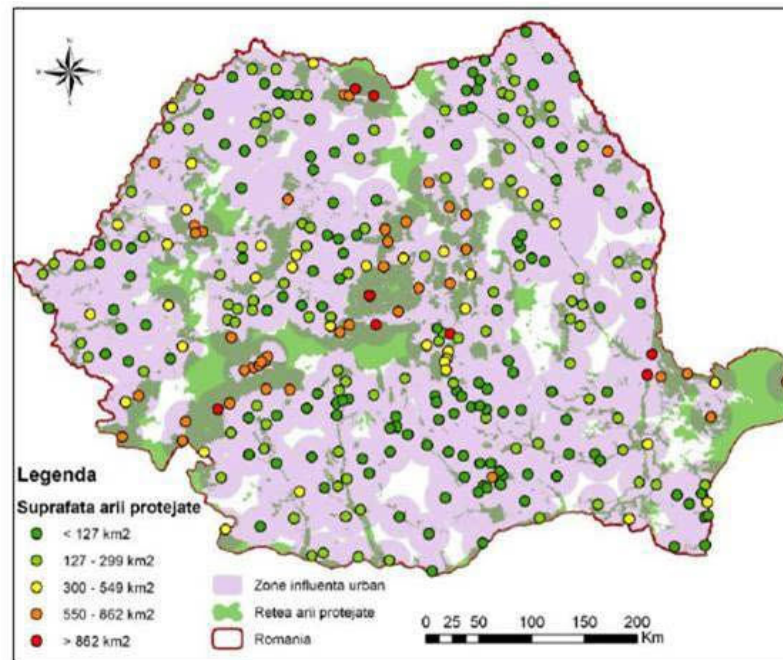 Legenda
Suprafata arii protejate
< 127 km2
127 - 299 km2
300 - 549 km2
550 - 862 km2
> 862 km2
Zone influenta urban
Retea arii protejate
Romania
0 25 50 100 150 200
Km